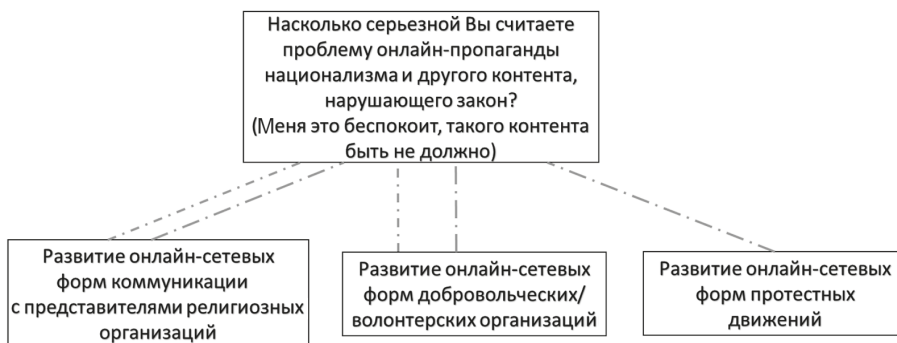 Насколько серьезной Вы считаете
проблему онлайн-пропаганды
национализма и другого контента,
нарушающего закон?
(Меня это беспокоит, такого контента
быть не должно)
Развитие онлайн-сетевых
форм коммуникации
с представителями религиозных
организаций
Развитие онлайн-сетевых
форм добровольческих/
волонтерских организаций
Развитие онлайн-сетевых
форм протестных
движений